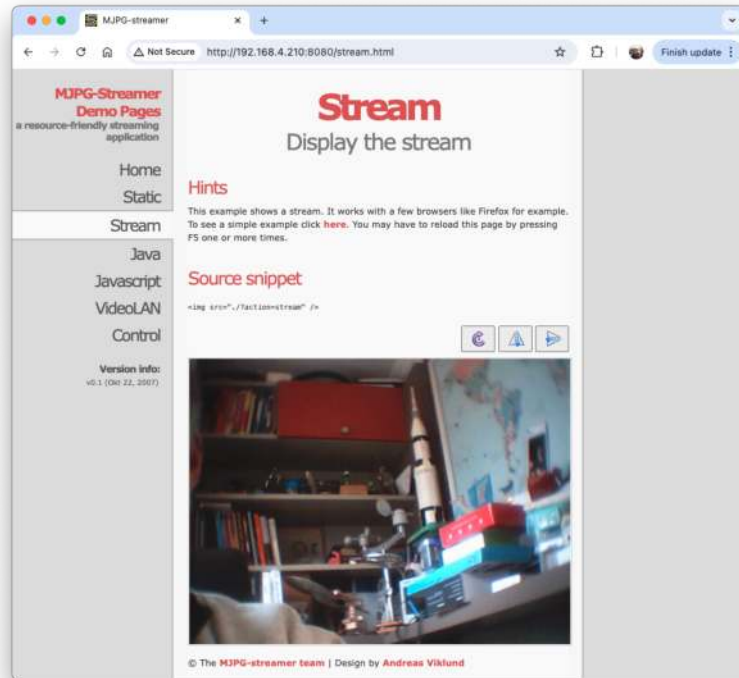 MJPG-streamer
Not Secure
http://192.168.4.210:8080/stream.html
Finish update
MJPG-Streamer
Demo Pages
a resource-friendly streaming
application
Home
Static
Stream
Java
Javascript
VideoLAN
Control
Version info:
v0.1 (Okt 22, 2007)
Stream
Display the stream
Hints
This example shows a stream. It works with a few browsers like Firefox for example.
To see a simple example click here. You may have to reload this page by pressing
F5 one or more times.
Source snippet
<img src="./?action=stream" />
© The MJPG-streamer team | Design by Andreas Viklund